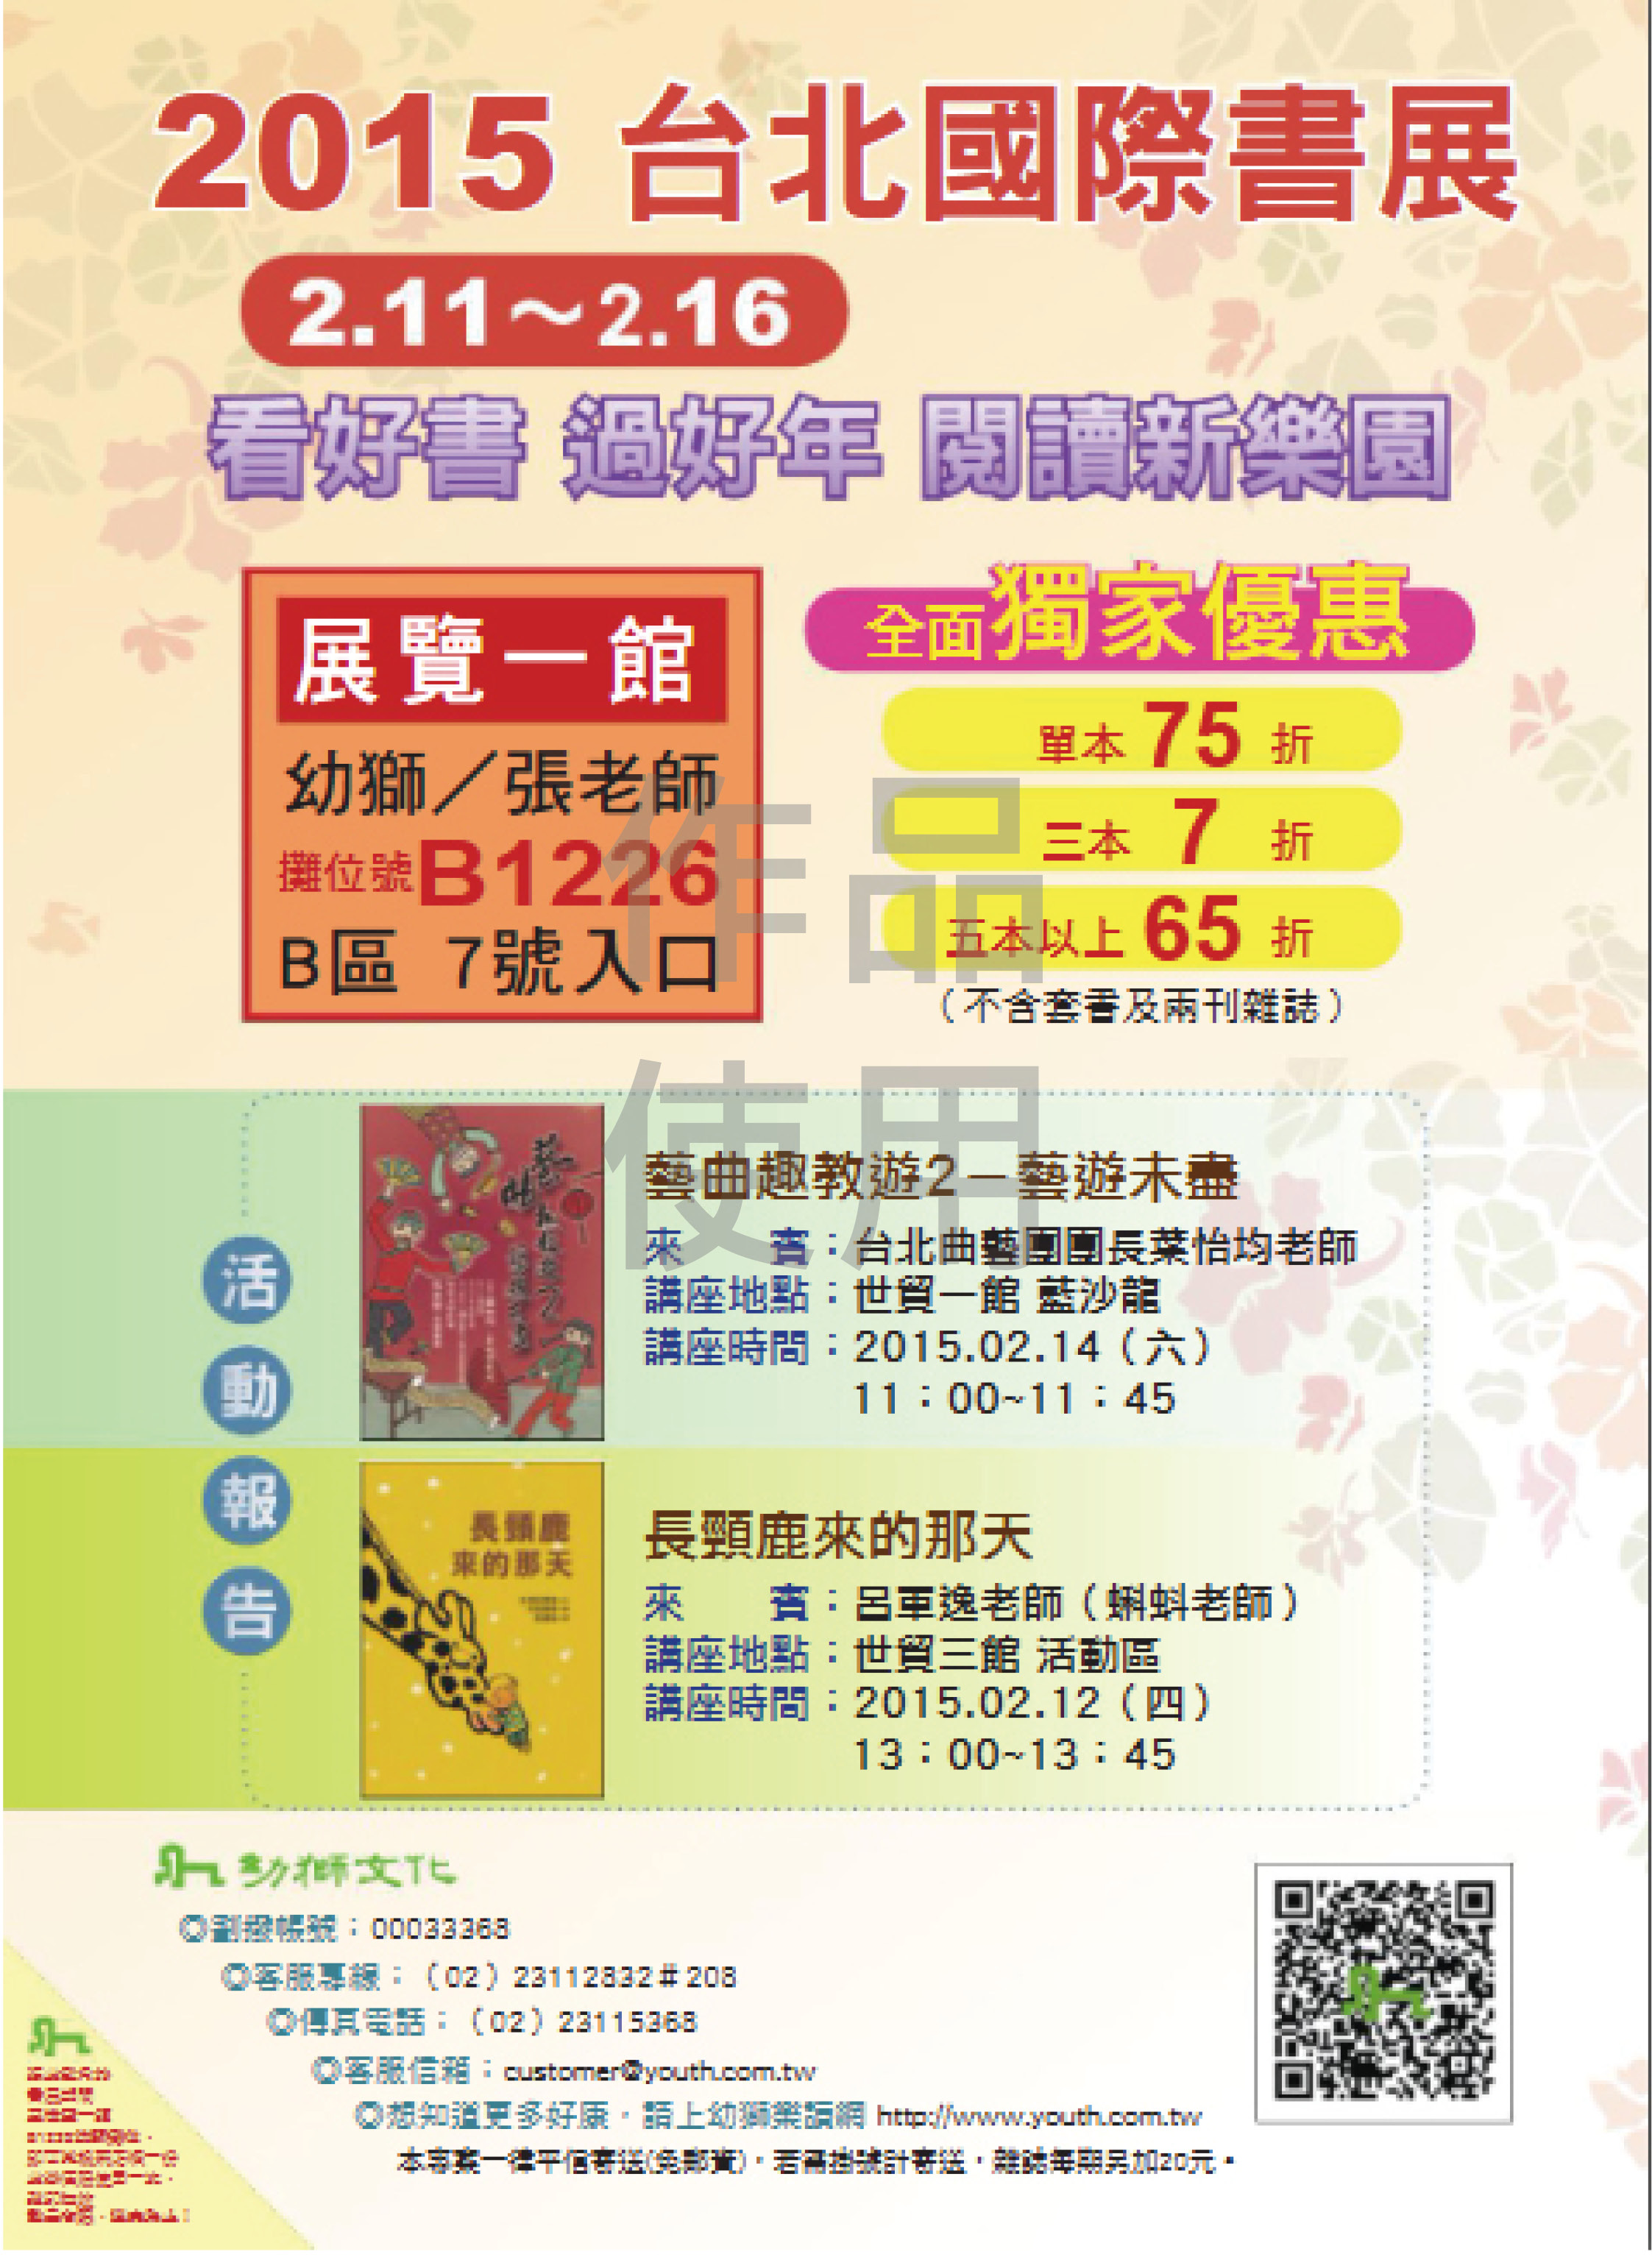 2015 台北國際書展
2.11～2.16
看好書 過好年 閱讀新樂園
展覽一館
幼獅／張老師
攤位號B1226
B區 7號入口
全面獨家優惠
單本 75 折
三本 7 折
五本以上 65 折
（不含套書及兩刊雜誌）
作品
使用
活動報告
藝曲趣教遊2－藝遊未盡
來賓：台北曲藝團團長葉怡均老師
講座地點：世貿一館 藍沙龍
講座時間：2015.02.14（六）
11：00~11：45
長頸鹿
來的那天
長頸鹿來的那天
來賓：呂軍逸老師（蝌蚪老師）
講座地點：世貿三館 活動區
講座時間：2015.02.12（四）
13：00~13：45
幼獅文化
◎劃撥帳號：00033368
◎客服專線：（02）23112832＃208
◎傳真電話：（02）23115368
◎客服信箱：customer@youth.com.tw
◎想知道更多好康，請上幼獅樂讀網 http://www.youth.com.tw
本專案一律平信寄送(免郵資)，若需掛號計寄送，雜誌每期另加20元。